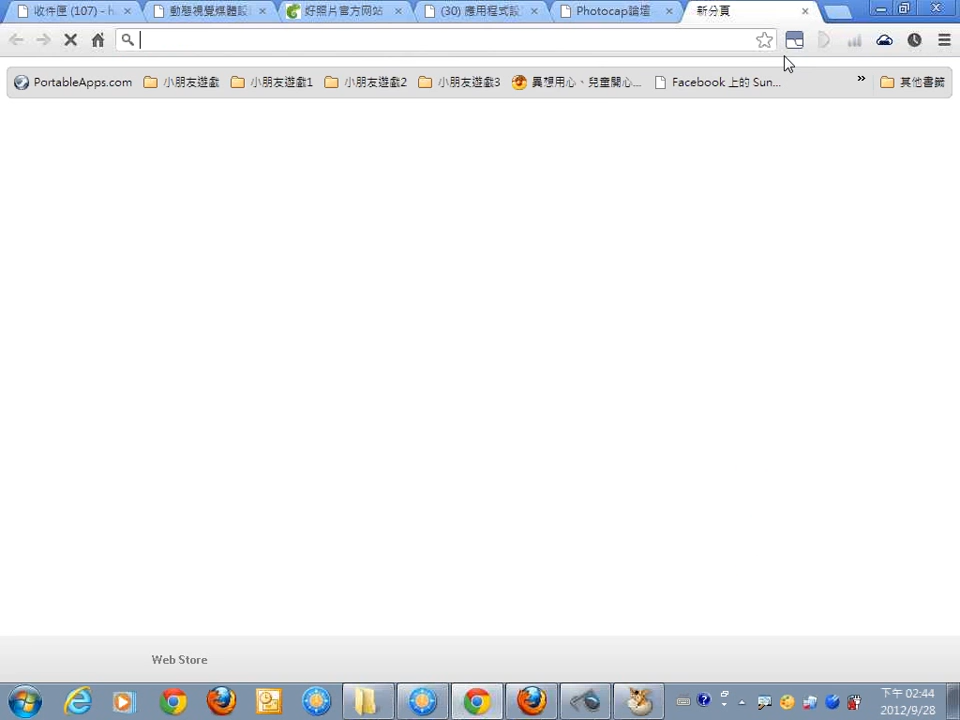 收件匣 (107) - h
動態視覺媒體設
好照片官方网站
(30) 應用程式設
Photocap論壇
新分頁
PortableApps.com
小朋友遊戲
小朋友遊戲1
小朋友遊戲2
小朋友遊戲3
異想用心、兒童開心...
Facebook 上的 Sun...
其他書籤
Web Store
下午 02:44
2012/9/28